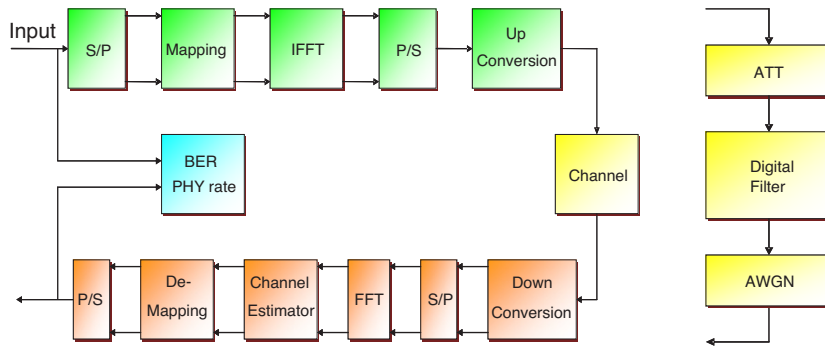 Input
S/P
Mapping
IFFT
P/S
Up
Conversion
BER
PHY rate
Channel
P/S
De-
Mapping
Channel
Estimator
FFT
S/P
Down
Conversion
ATT
Digital
Filter
AWGN